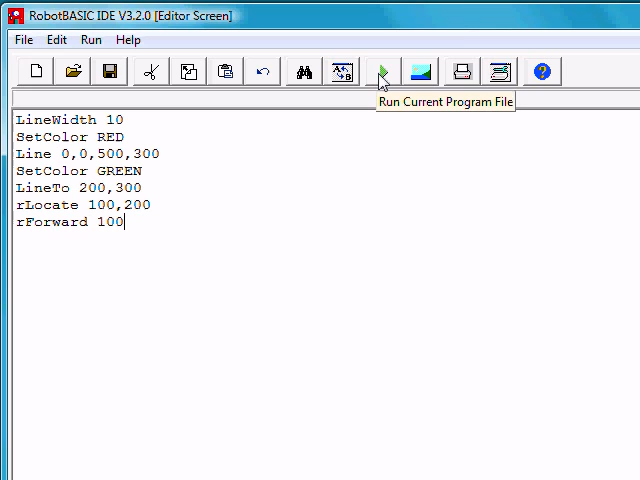 RobotBASIC IDE V3.2.0 [Editor Screen]
File Edit Run Help
A B
Run Current Program File
LineWidth 10
SetColor RED
Line 0,0,500,300
SetColor GREEN
LineTo 200,300
rLocate 100,200
rForward 100